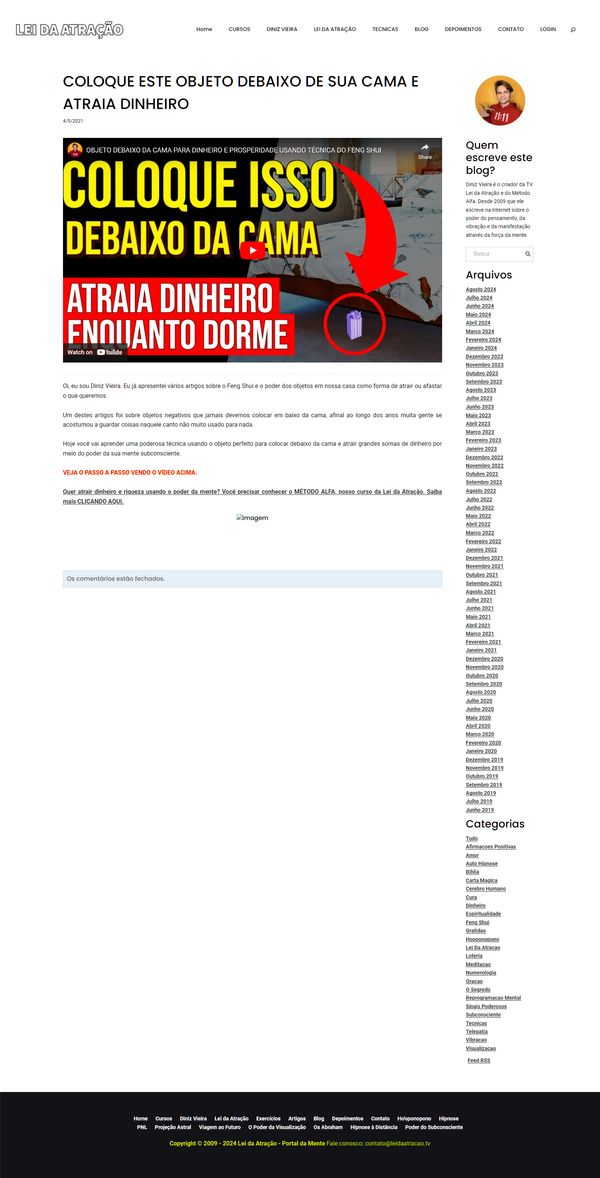 LEI DA ATRAÇÃO
Home CURSOS DINIZ VIEIRA LEI DA ATRAÇÃO TECNICAS BLOG DEPOIMENTOS CONTATO LOGIN
COLOQUE ESTE OBJETO DEBAIXO DE SUA CAMA E
ATRAIA DINHEIRO
4/5/2021
OBJETO DEBAIXO DA CAMA PARA DINHEIRO E PROSPERIDADE USANDO TÉCNICA DO FENG SHUI
Share
COLOQUE ISSO
DEBAIXO DA CAMA
ATRAIA DINHEIRO
ENQUANTO DORME
Watch on YouTube
Oi, eu sou Diniz Vieira. Eu já apresentei vários artigos sobre o Feng Shui e o poder dos objetos em nossa casa como forma de atrair ou afastar
o que queremos.
Um destes artigos foi sobre objetos negativos que jamais devemos colocar em baixo da cama, afinal ao longo dos anos muita gente se
acostumou a guardar coisas naquele canto não muito usado para nada.
Hoje você vai aprender uma poderosa técnica usando o objeto perfeito para colocar debaixo da cama e atrair grandes somas de dinheiro por
meio do poder da sua mente subconsciente.
VEJA O PASSO A PASSO VENDO O VÍDEO ACIMA.
Quer atrair dinheiro e riqueza usando o poder da mente? Você precisar conhecer o MÉTODO ALFA, nosso curso da Lei da Atração. Saiba
mais CLICANDO AQUI.
Imagem
Os comentários estão fechados.
11:11
Quem
escreve este
blog?
Diniz Vieira é o criador da TV
Lei da Atração e do Método
Alfa. Desde 2009 que ele
escreve na Internet sobre o
poder do pensamento, da
vibração e da manifestação
através da força da mente.
Busca
Arquivos
Agosto 2024
Julho 2024
Junho 2024
Maio 2024
Abril 2024
Março 2024
Fevereiro 2024
Janeiro 2024
Dezembro 2023
Novembro 2023
Outubro 2023
Setembro 2023
Agosto 2023
Julho 2023
Junho 2023
Maio 2023
Abril 2023
Março 2023
Fevereiro 2023
Janeiro 2023
Dezembro 2022
Novembro 2022
Outubro 2022
Setembro 2022
Agosto 2022
Julho 2022
Junho 2022
Maio 2022
Abril 2022
Março 2022
Fevereiro 2022
Janeiro 2022
Dezembro 2021
Novembro 2021
Outubro 2021
Setembro 2021
Agosto 2021
Julho 2021
Junho 2021
Maio 2021
Abril 2021
Março 2021
Fevereiro 2021
Janeiro 2021
Dezembro 2020
Novembro 2020
Outubro 2020
Setembro 2020
Agosto 2020
Julho 2020
Junho 2020
Maio 2020
Abril 2020
Março 2020
Fevereiro 2020
Janeiro 2020
Dezembro 2019
Novembro 2019
Outubro 2019
Setembro 2019
Agosto 2019
Julho 2019
Junho 2019
Categorias
Tudo
Afirmacoes Positivas
Amor
Auto Hipnose
Biblia
Carta Magica
Cerebro Humano
Cura
Dinheiro
Espiritualidade
Feng Shui
Gratidao
Hooponopono
Lei Da Atracao
Loteria
Meditacao
Numerologia
Oracao
O Segredo
Reprogramacao Mental
Sinais Poderosos
Subconsciente
Tecnicas
Telepatia
Vibracao
Visualizacao
Feed RSS
Home Cursos Diniz Vieira Lei da Atração Exercícios Artigos Blog Depoimentos Contato Ho'oponopono Hipnose
PNL Projeção Astral Viagem ao Futuro O Poder da Visualização Os Abraham Hipnose à Distância Poder do Subconsciente
Copyright © 2009 - 2024 Lei da Atração - Portal da Mente Fale conosco: contato@leidaatracao.tv